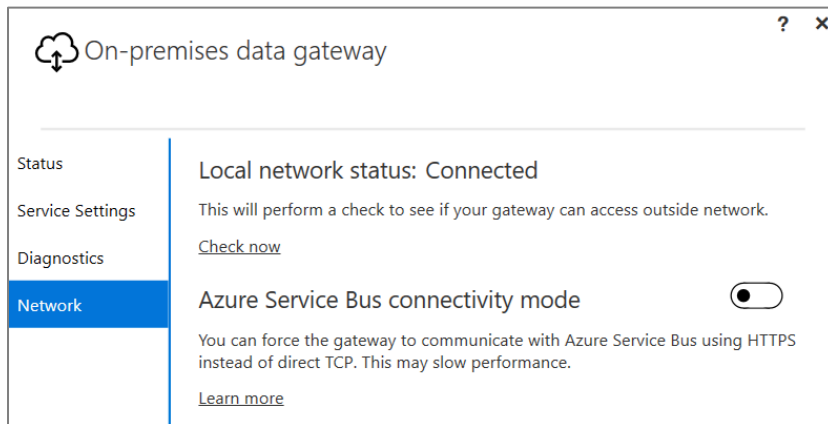 ? ×
On-premises data gateway
Status
Service Settings
Diagnostics
Network
Local network status: Connected
This will perform a check to see if your gateway can access outside network.
Check now
Azure Service Bus connectivity mode
You can force the gateway to communicate with Azure Service Bus using HTTPS
instead of direct TCP. This may slow performance.
Learn more